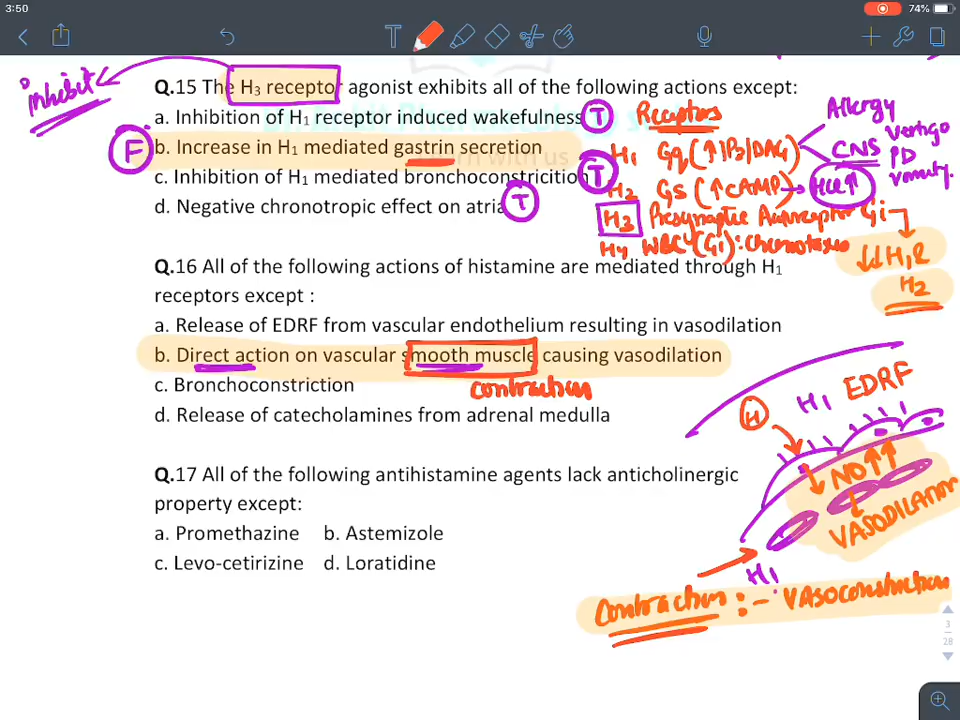 3:50
74%
T
Q.15 The H3 receptor agonist exhibits all of the following actions except:
a. Inhibition of H1 receptor induced wakefulness
b. Increase in H1 mediated gastrin secretion
c. Inhibition of H1 mediated bronchoconstricition
d. Negative chronotropic effect on atria
inhibit
T
F
T
T
Receptors
H1 Gq (↑IP3/DAG)
H2 Gs (↑cAMP) → HCl↑
H3 Presynaptic Autoreceptor Gi
H4 WBC (Gi): Chemotaxis
Allergy
CNS
Vertigo
PD
↓↓ H1R
H2
Q.16 All of the following actions of histamine are mediated through H1
receptors except :
a. Release of EDRF from vascular endothelium resulting in vasodilation
b. Direct action on vascular smooth muscle causing vasodilation
c. Bronchoconstriction
contraction
d. Release of catecholamines from adrenal medulla
H
H1 EDRF
NO↑↑
VASODILATION
H1
Contraction :- VASOconstriction
Q.17 All of the following antihistamine agents lack anticholinergic
property except:
a. Promethazine b. Astemizole
c. Levo-cetirizine d. Loratidine
3
28